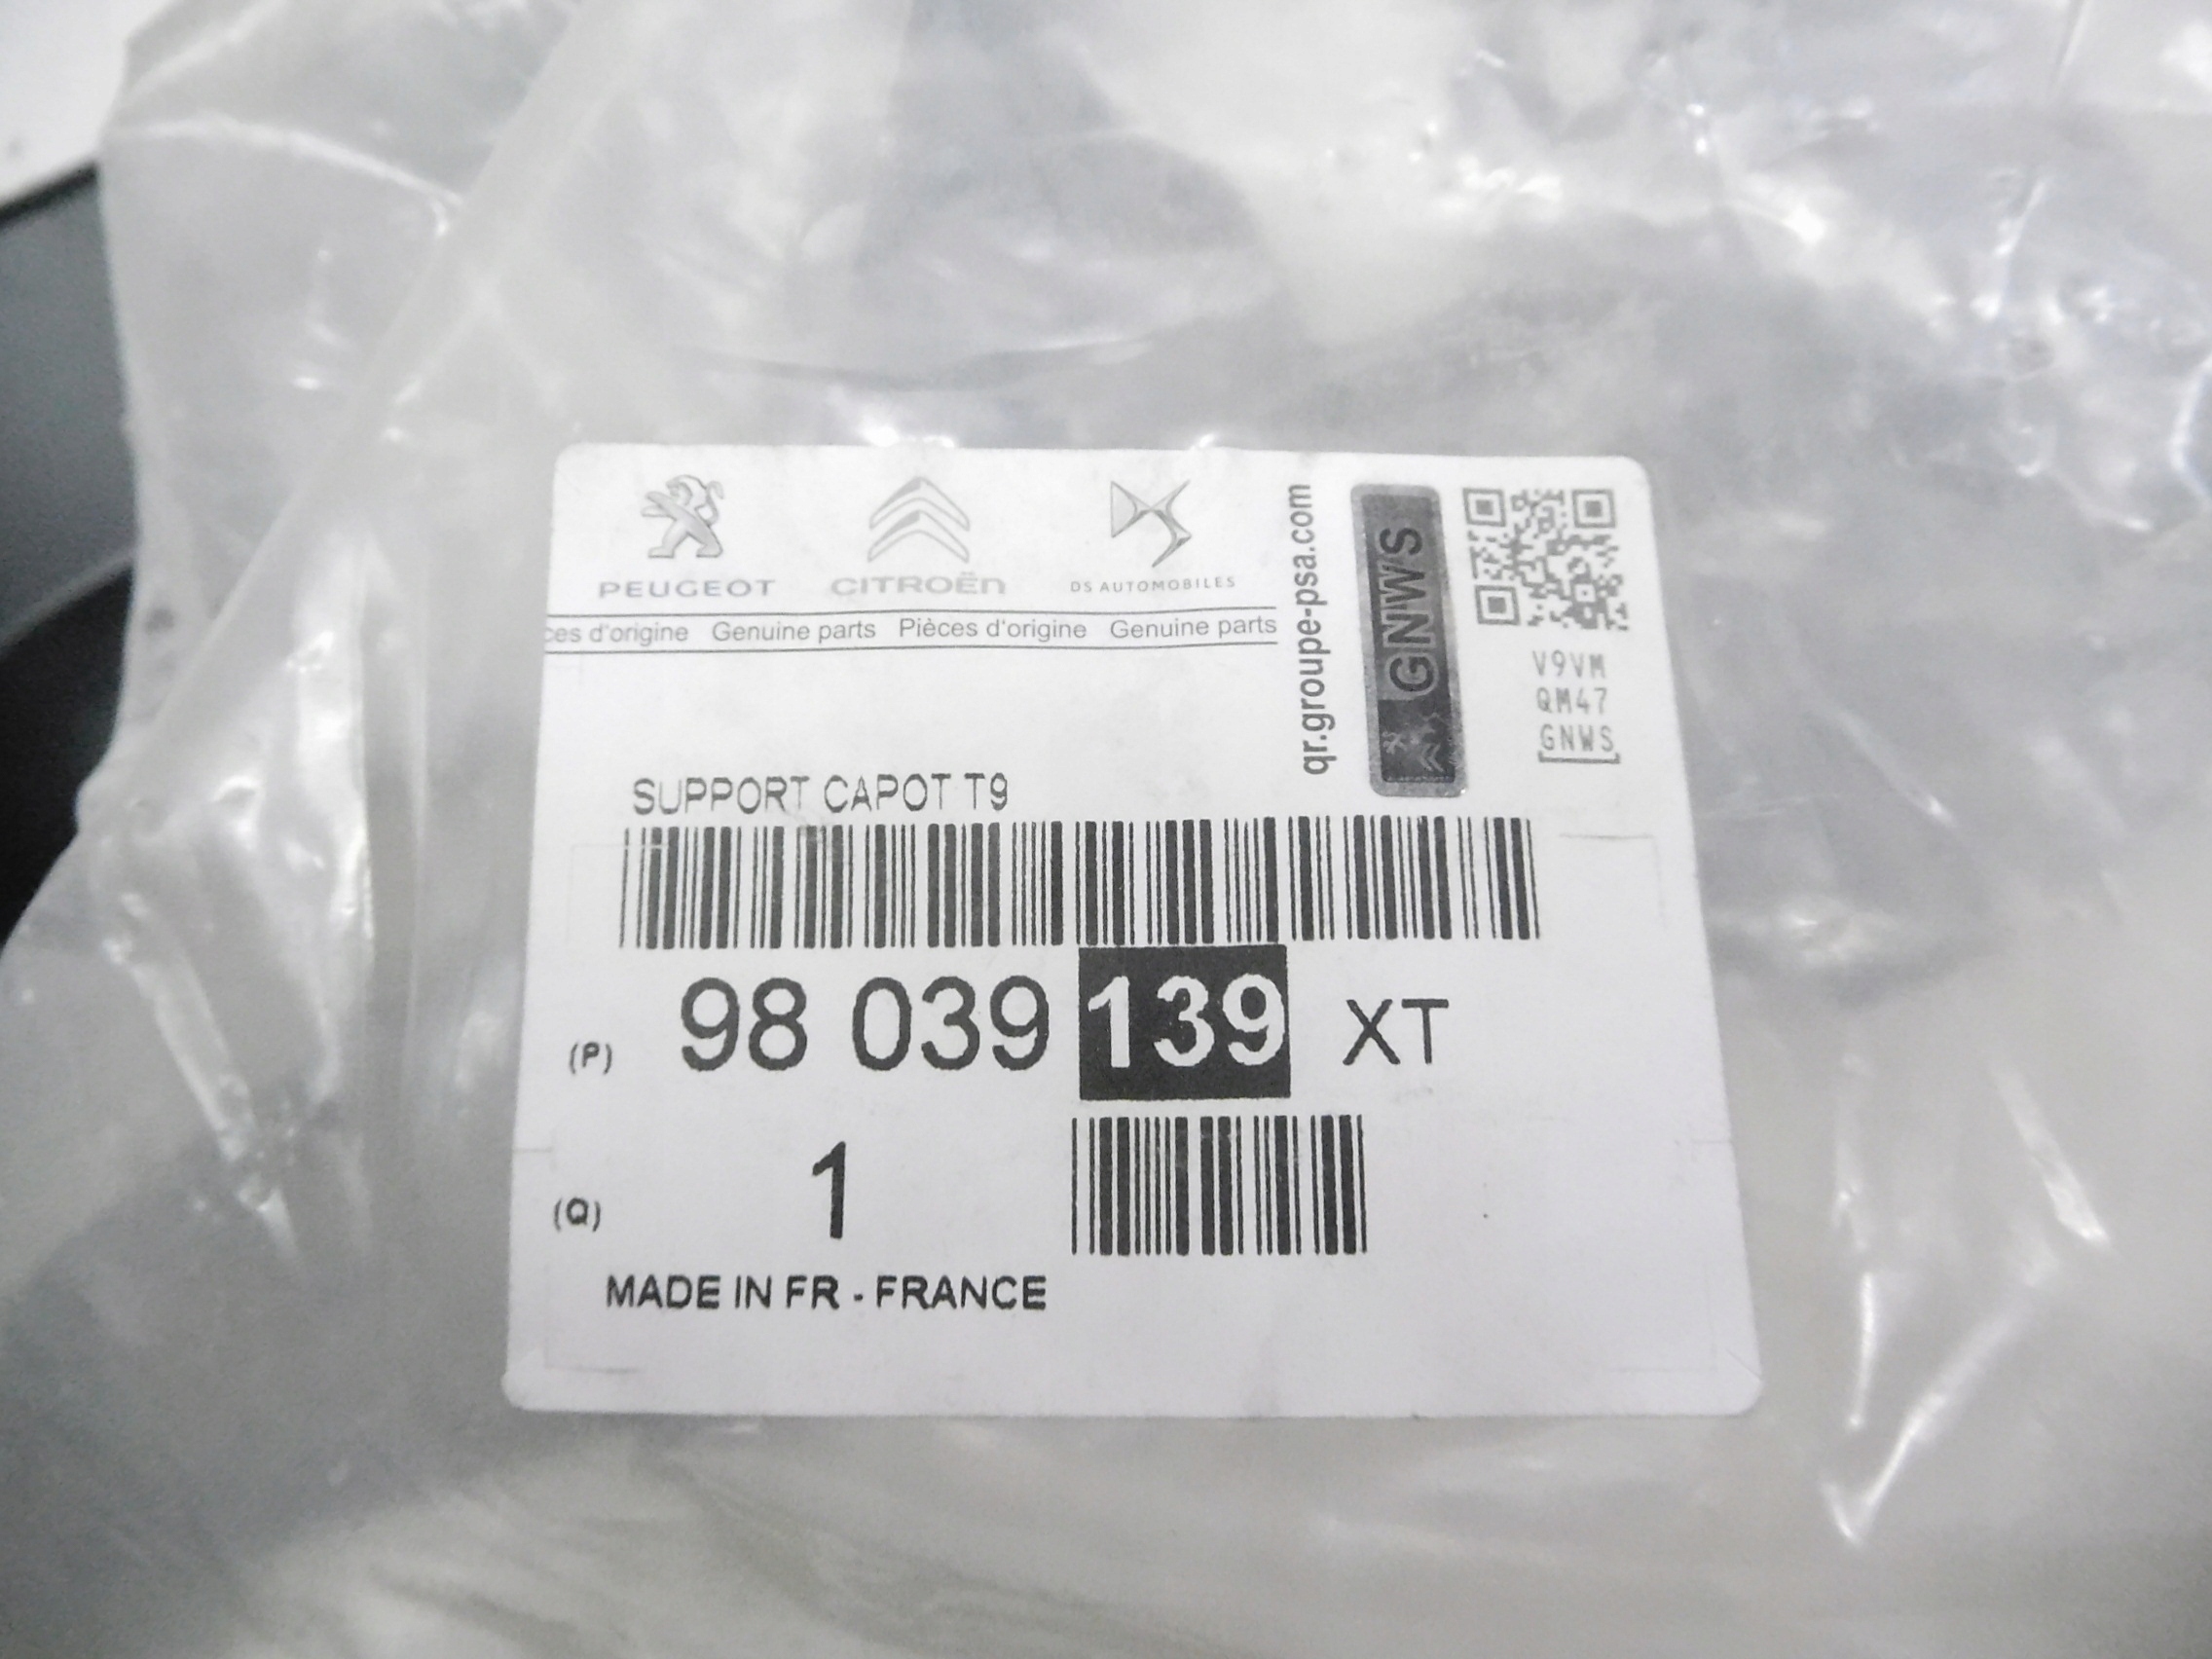 PEUGEOT CITROËN DS AUTOMOBILES
ces d'origine Genuine parts Pièces d'origine Genuine parts
qr.groupe-psa.com
GNWS
V9VM
QM47
GNWS
SUPPORT CAPOT T9
(P) 98 039 139 XT
(Q) 1
MADE IN FR - FRANCE